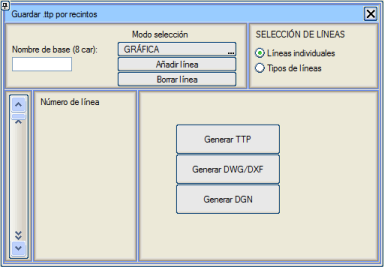 Guardar .ttp por recintos
Modo selección
Nombre de base (8 car):
GRÁFICA ...
Añadir línea
Borrar línea
SELECCIÓN DE LÍNEAS
Líneas individuales
Tipos de líneas
Número de línea
Generar TTP
Generar DWG/DXF
Generar DGN